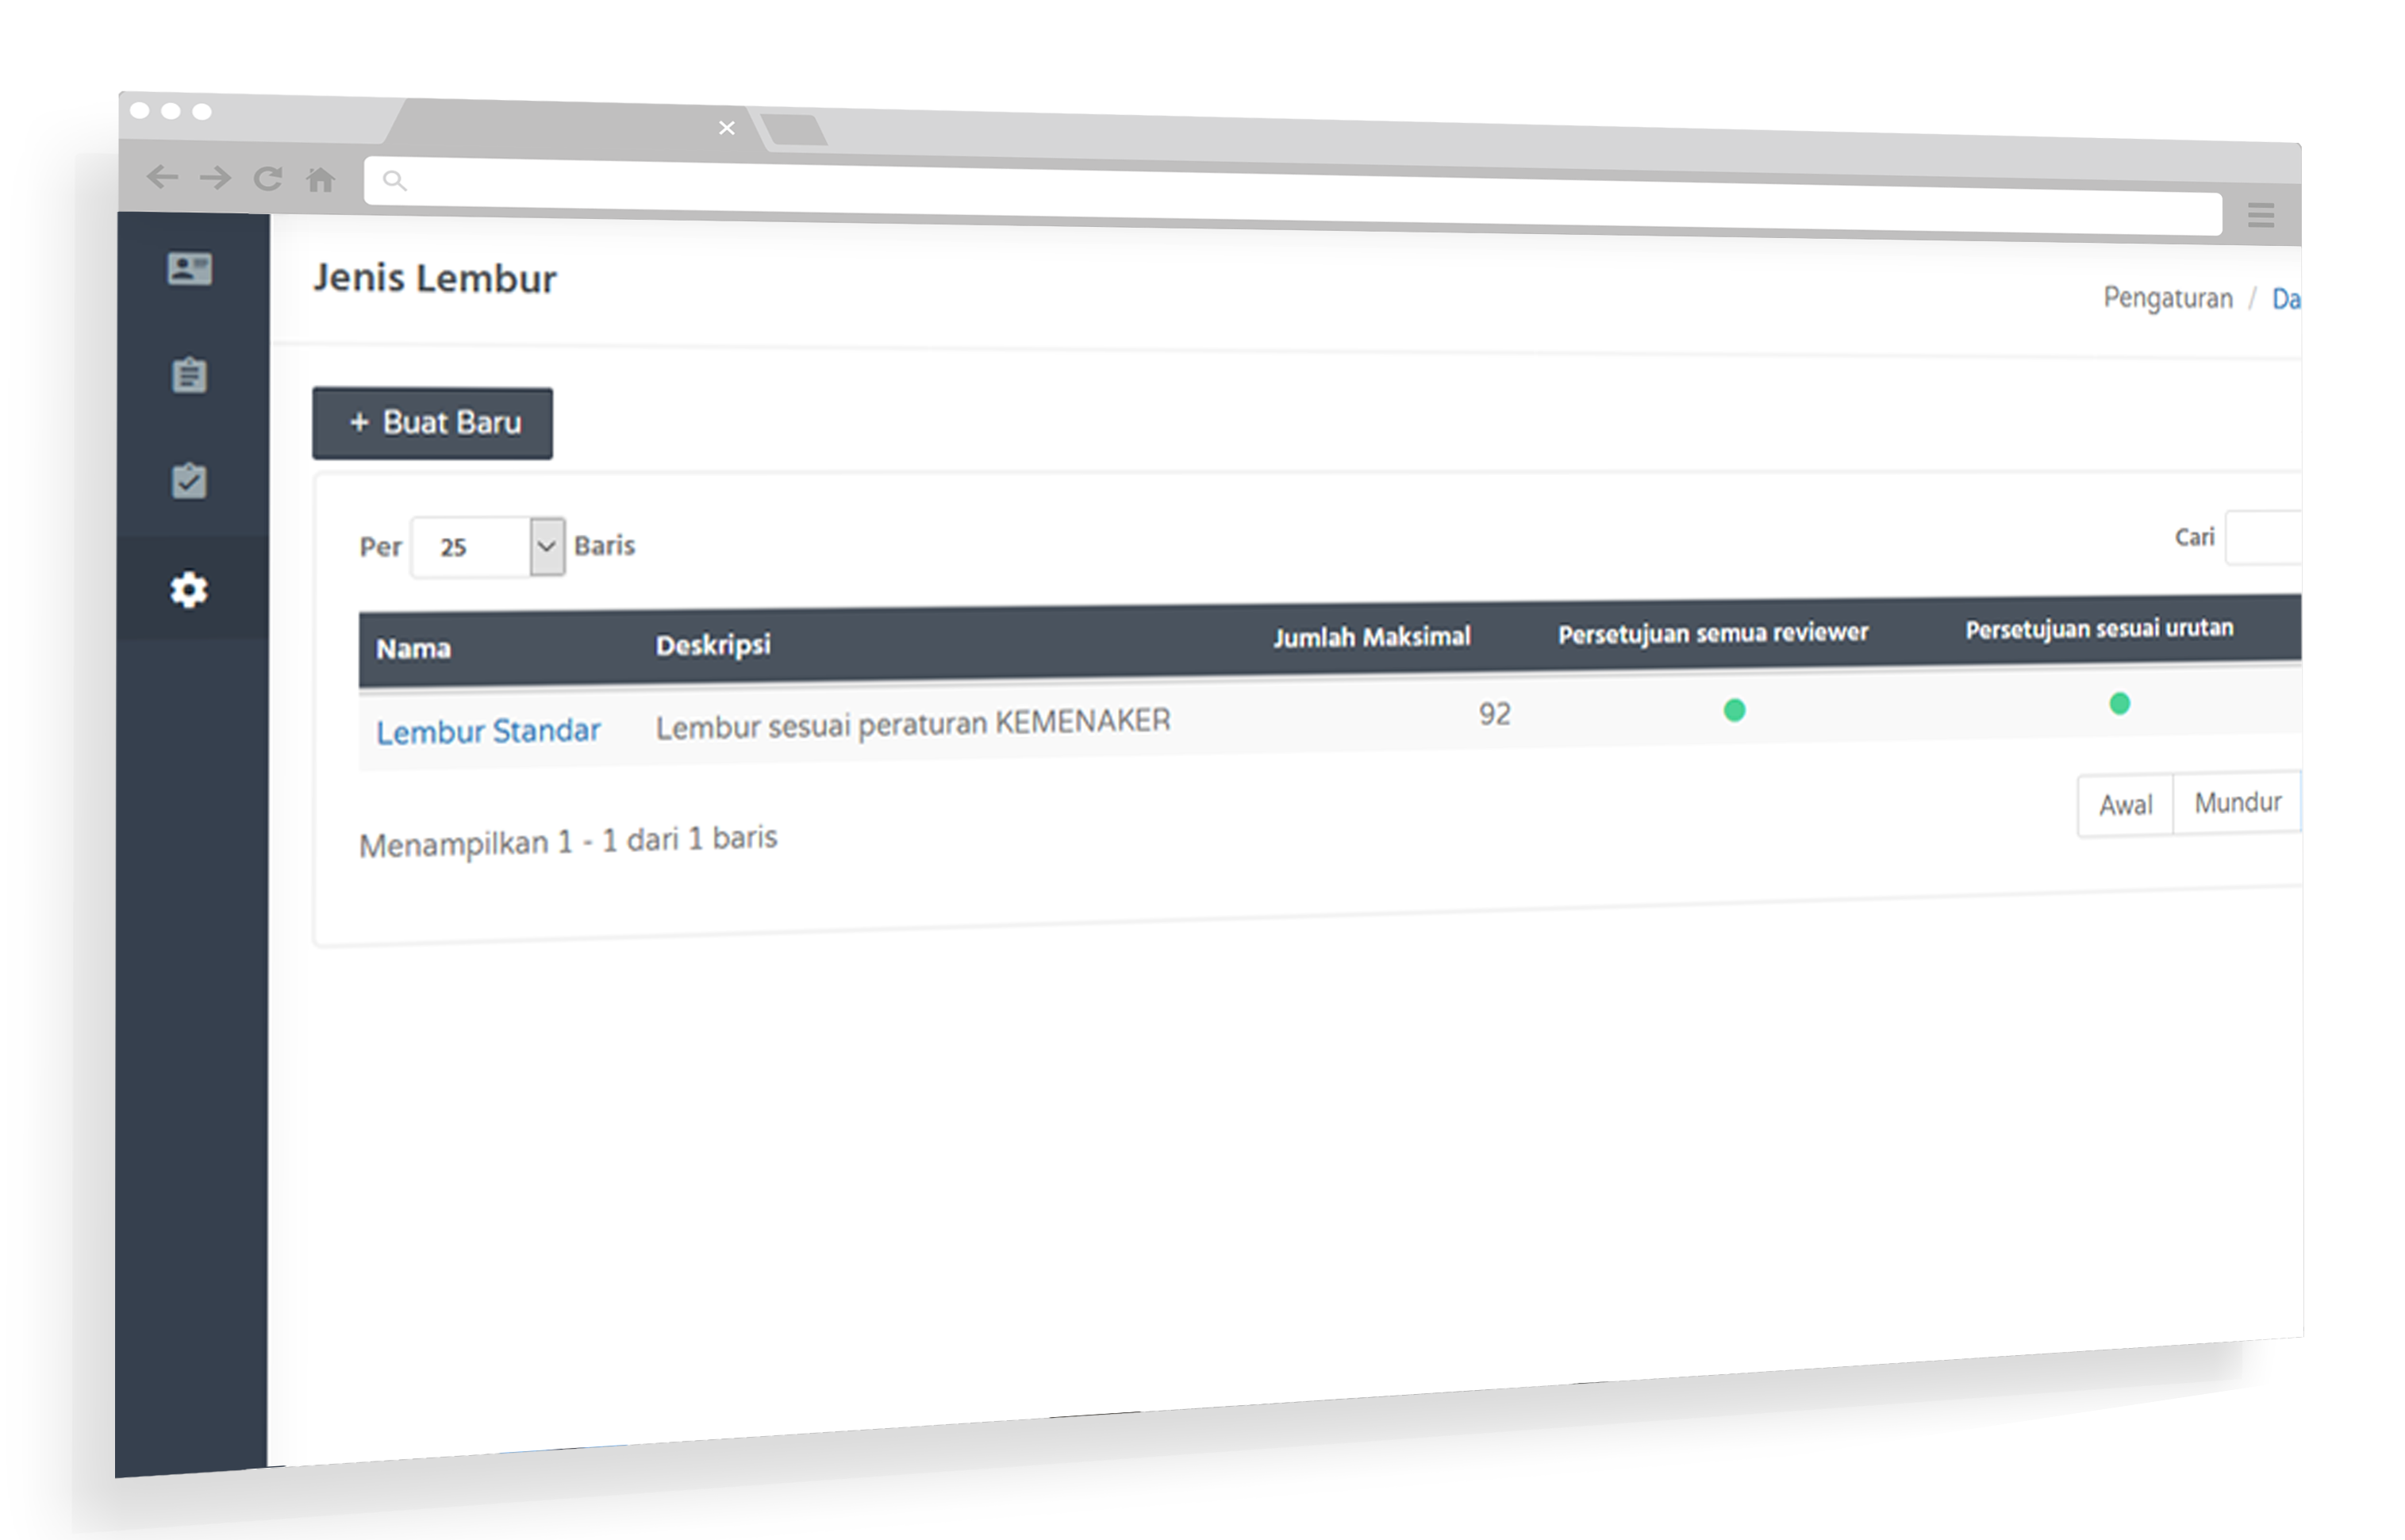 Jenis Lembur
Pengaturan / Da
+ Buat Baru
Per 25 Baris
Cari
Nama Deskripsi Jumlah Maksimal Persetujuan semua reviewer Persetujuan sesuai urutan
Lembur Standar Lembur sesuai peraturan KEMENAKER 92
Awal Mundur
Menampilkan 1 - 1 dari 1 baris